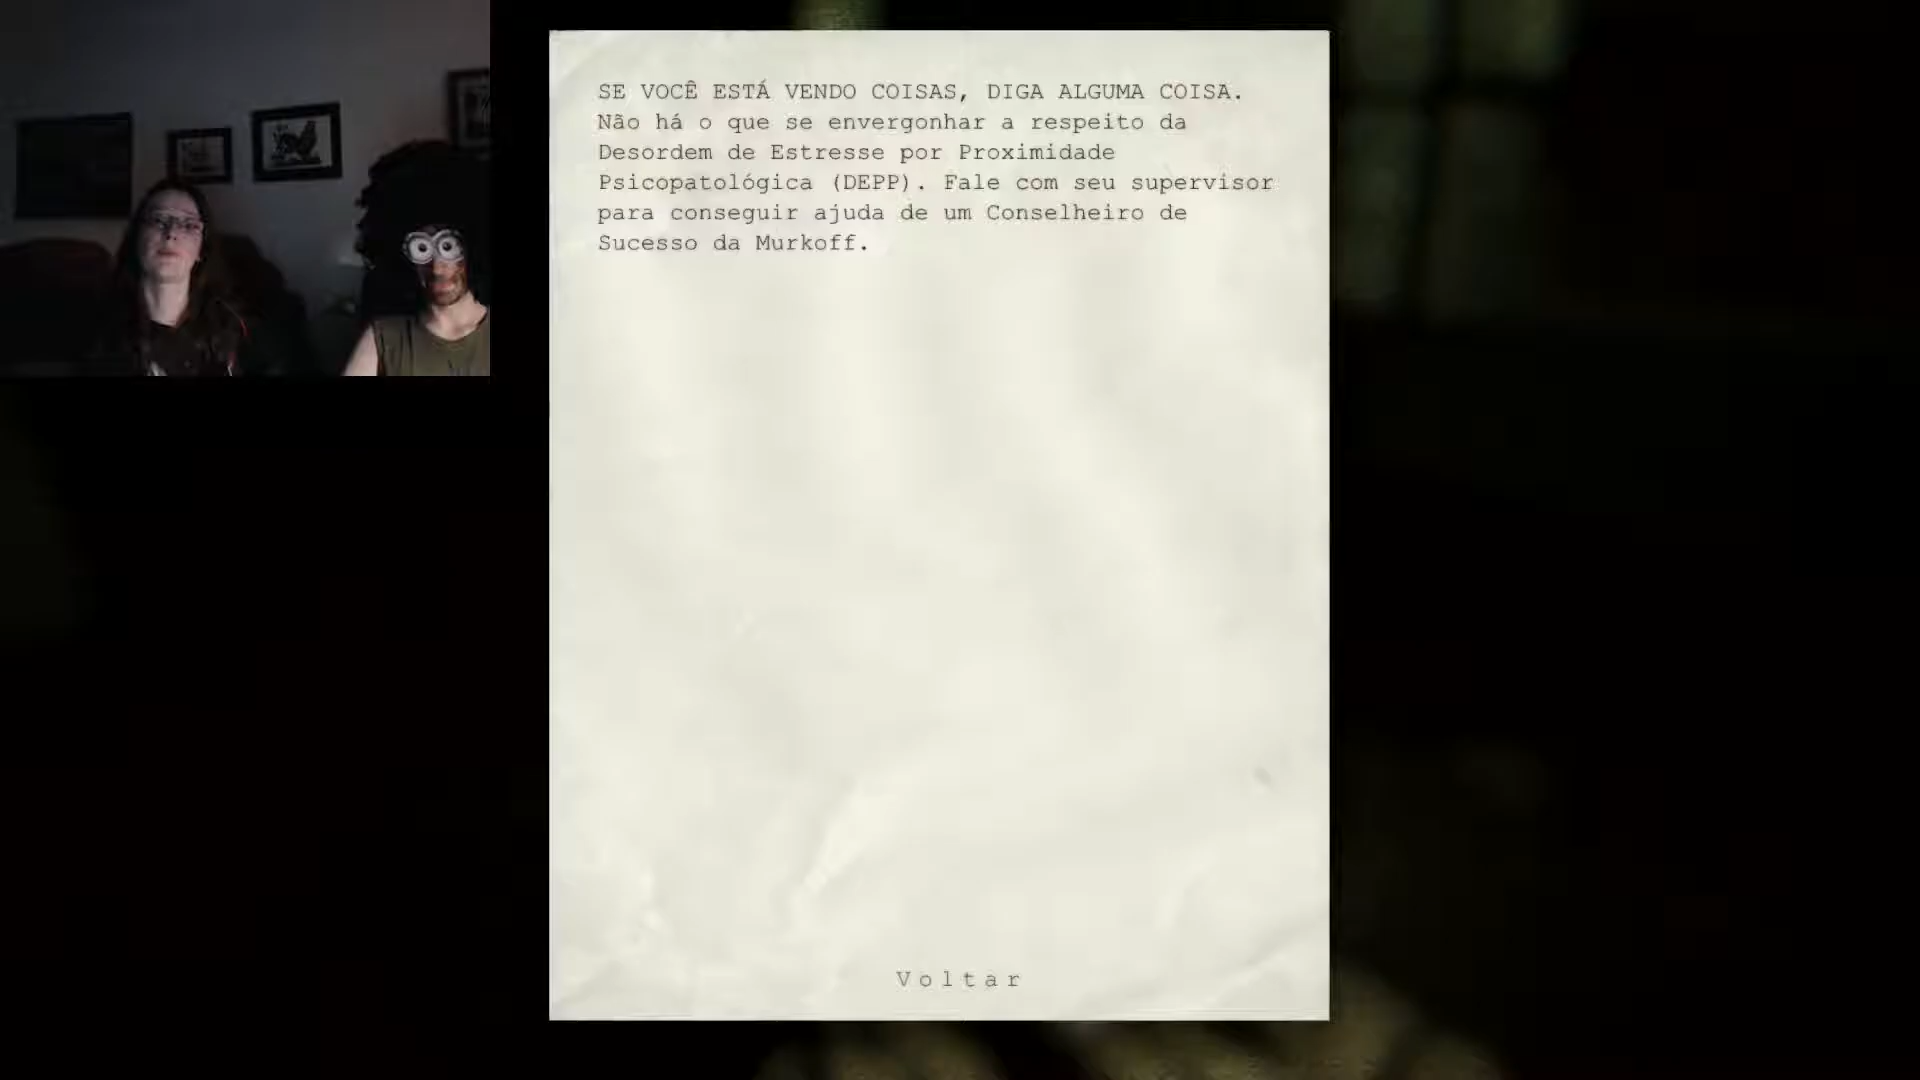 SE VOCÊ ESTÁ VENDO COISAS, DIGA ALGUMA COISA.
Não há o que se envergonhar a respeito da
Desordem de Estresse por Proximidade
Psicopatológica (DEPP). Fale com seu supervisor
para conseguir ajuda de um Conselheiro de
Sucesso da Murkoff.
Voltar